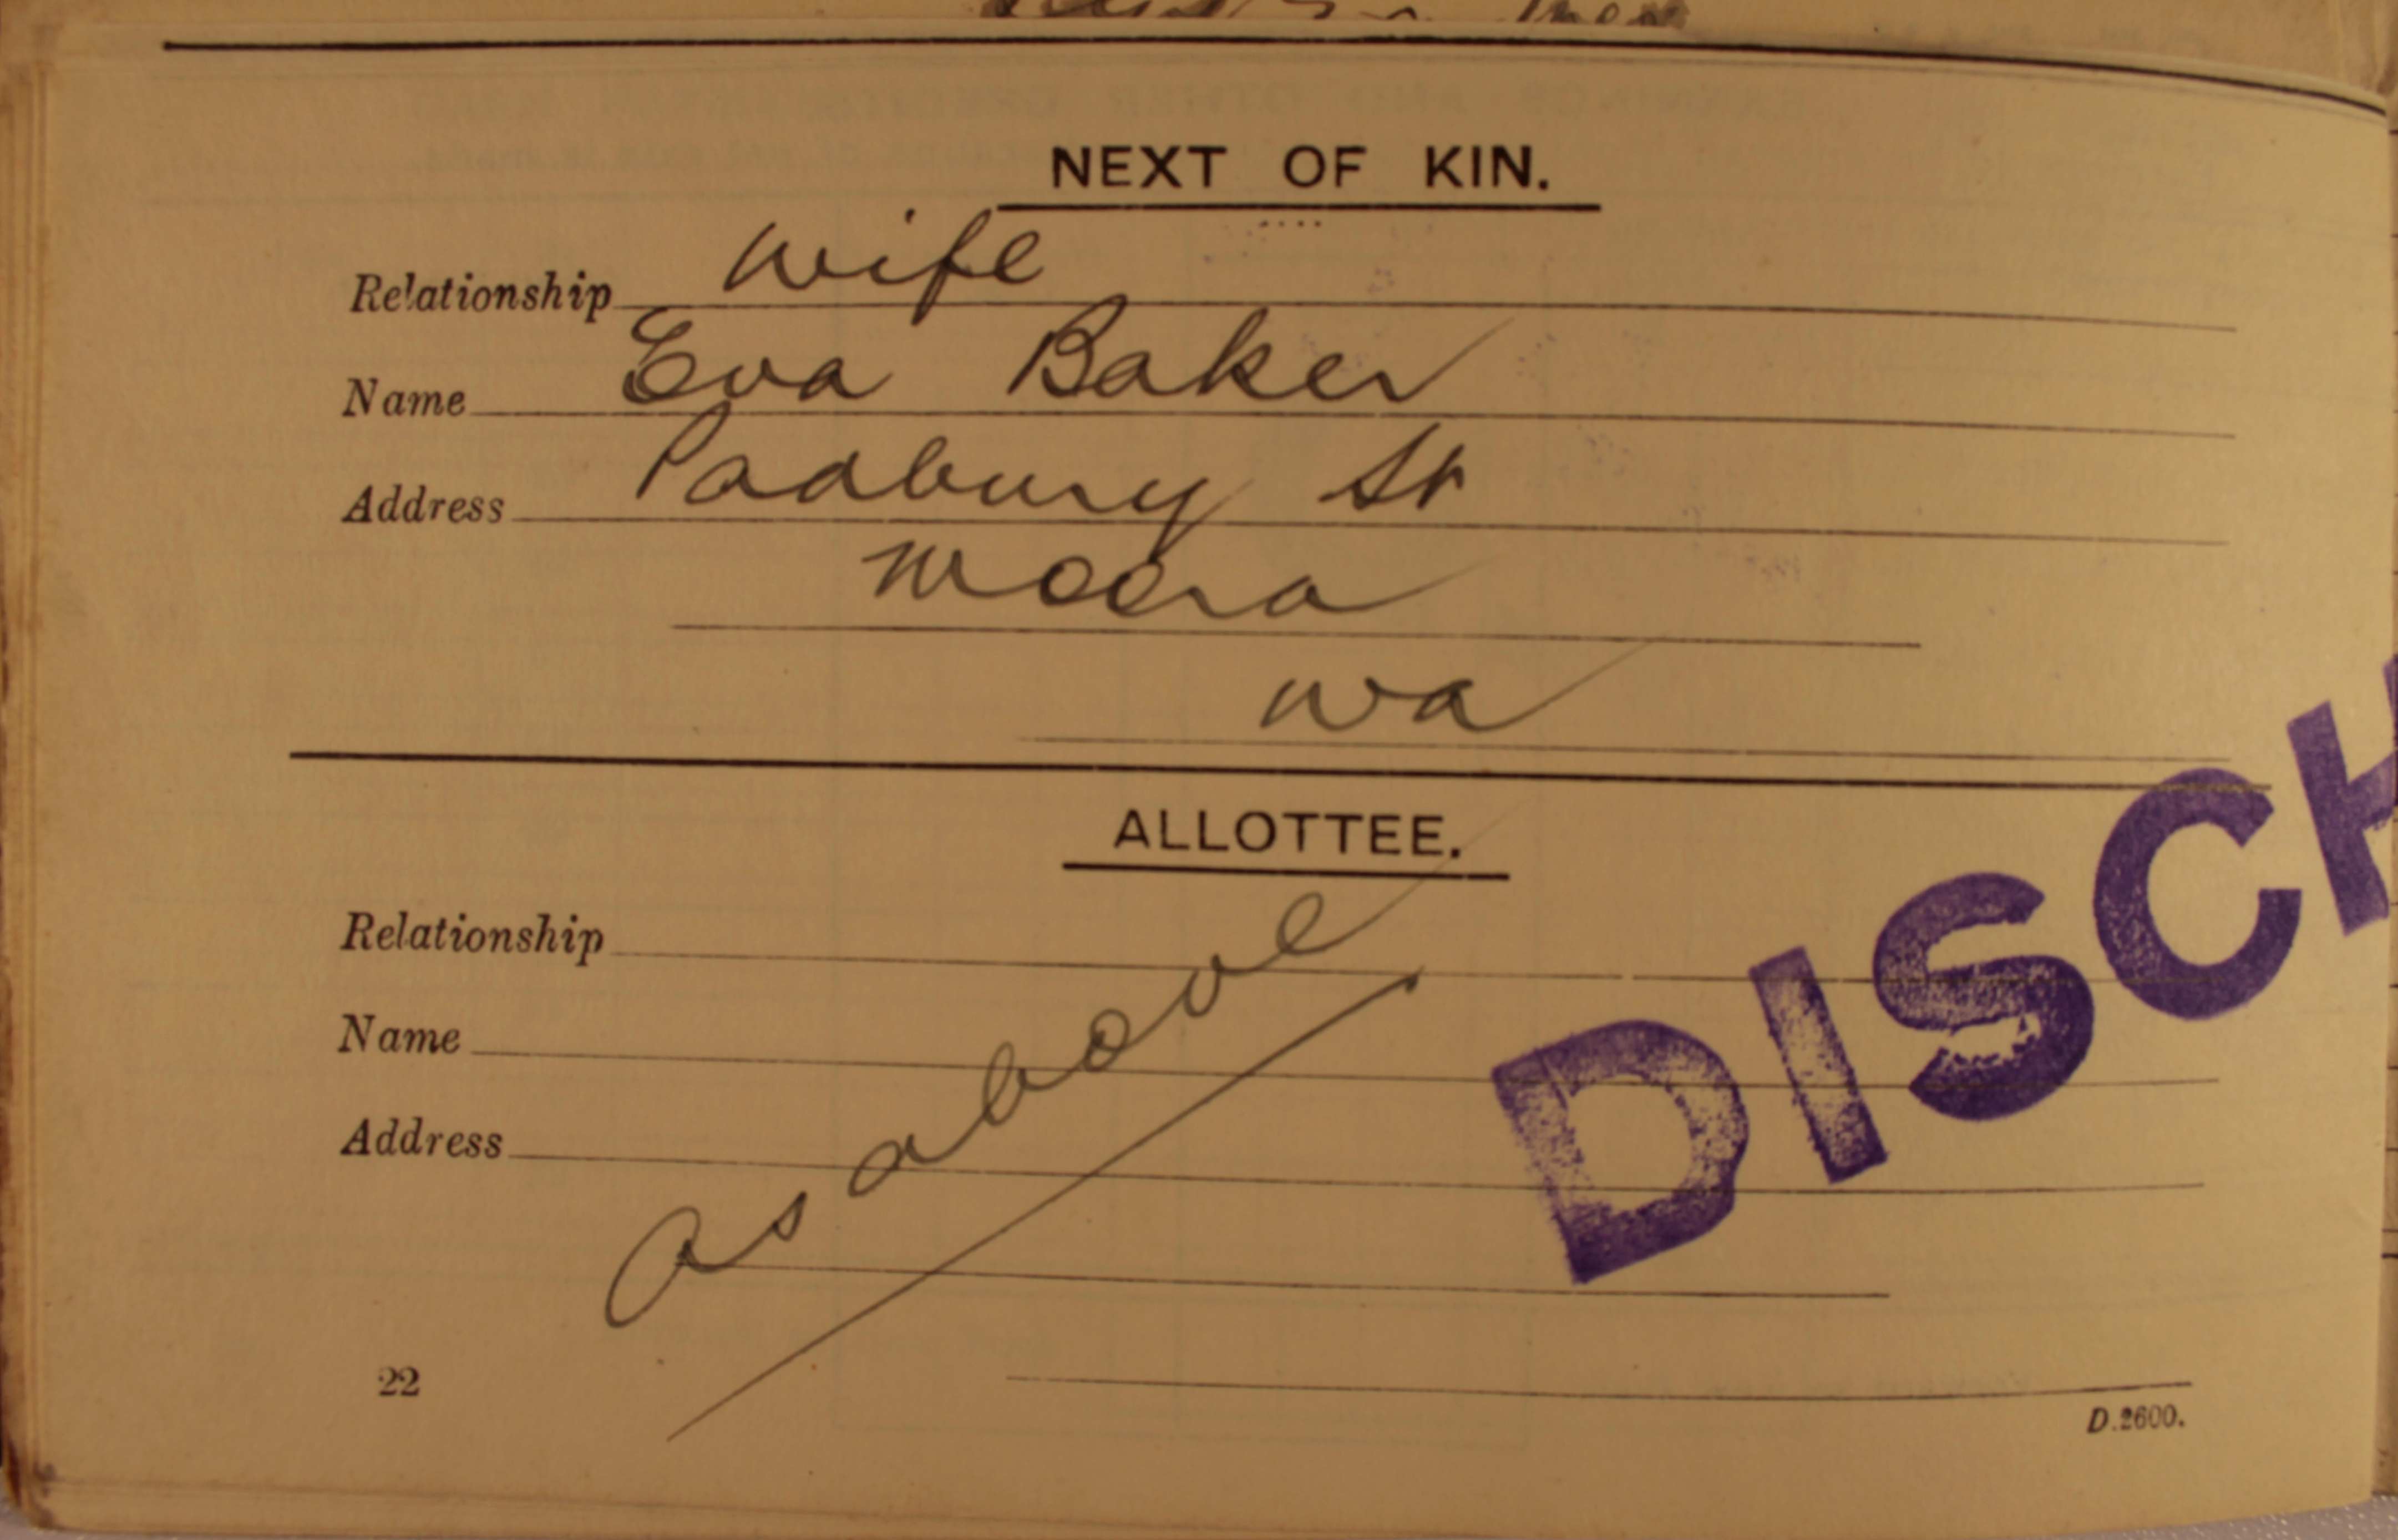 NEXT OF KIN.
Relationship wife
Name Eva Baker
Address Padbury St
Moora
wa
ALLOTTEE.
Relationship
Name
Address
as above
DISCH
22
D.2600.